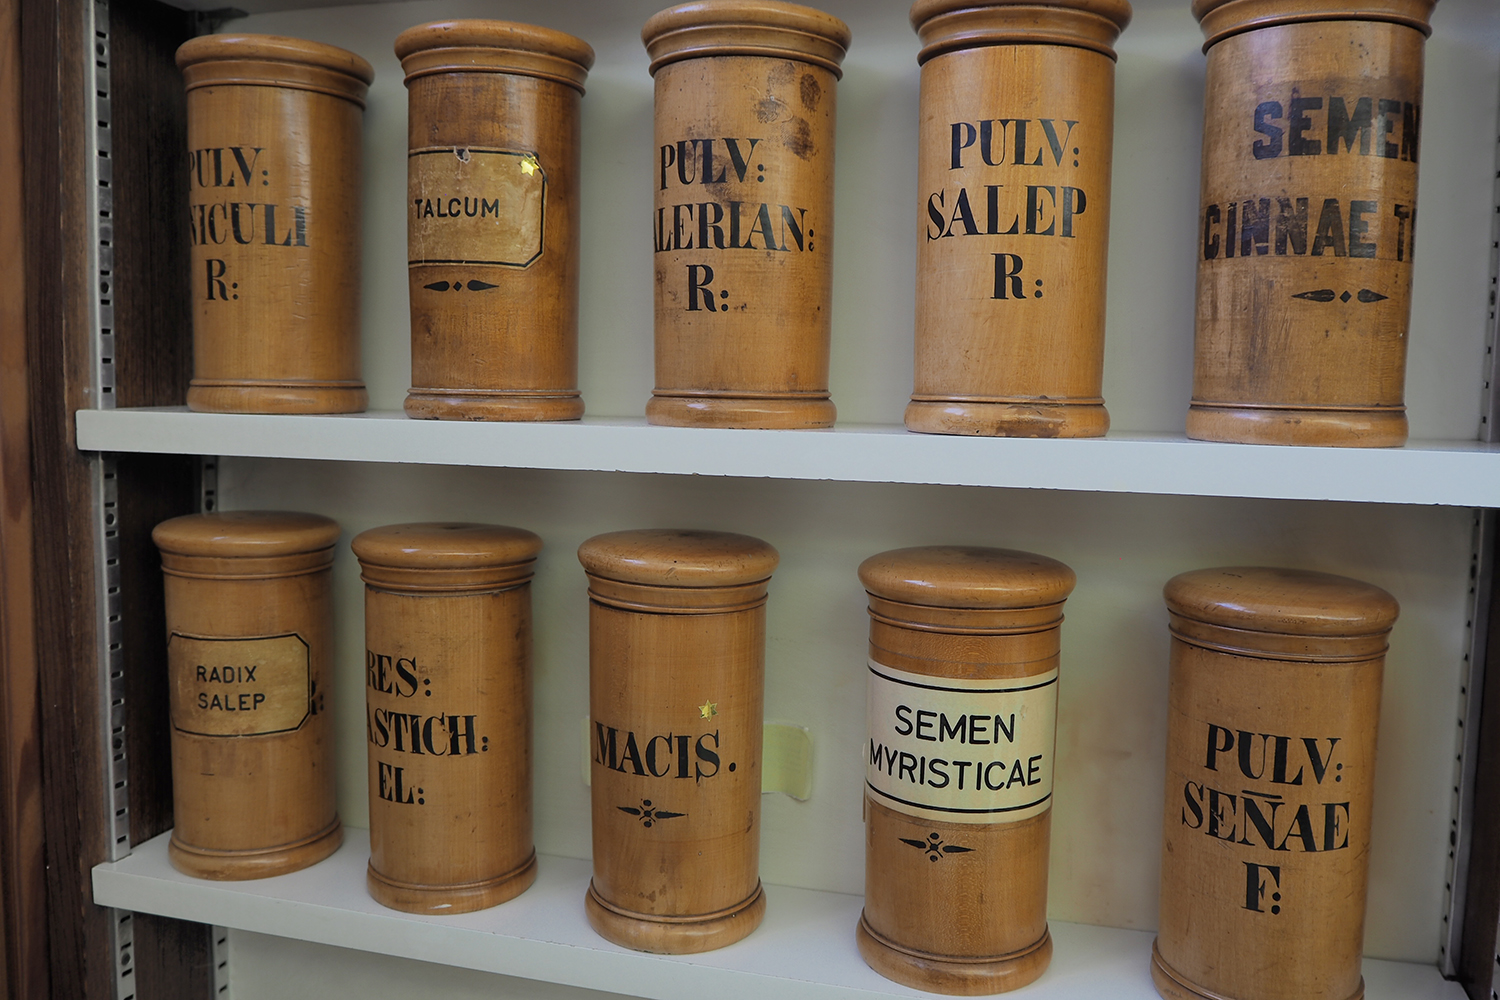 PULV:
NICULI
R:
TALCUM
PULV:
ALERIAN:
R:
PULV:
SALEP
R:
SEMEN
CINNAE T
RADIX
SALEP
RES:
ASTICH:
EL:
MACIS.
SEMEN
MYRISTICAE
PULV:
SEÑAE
F: